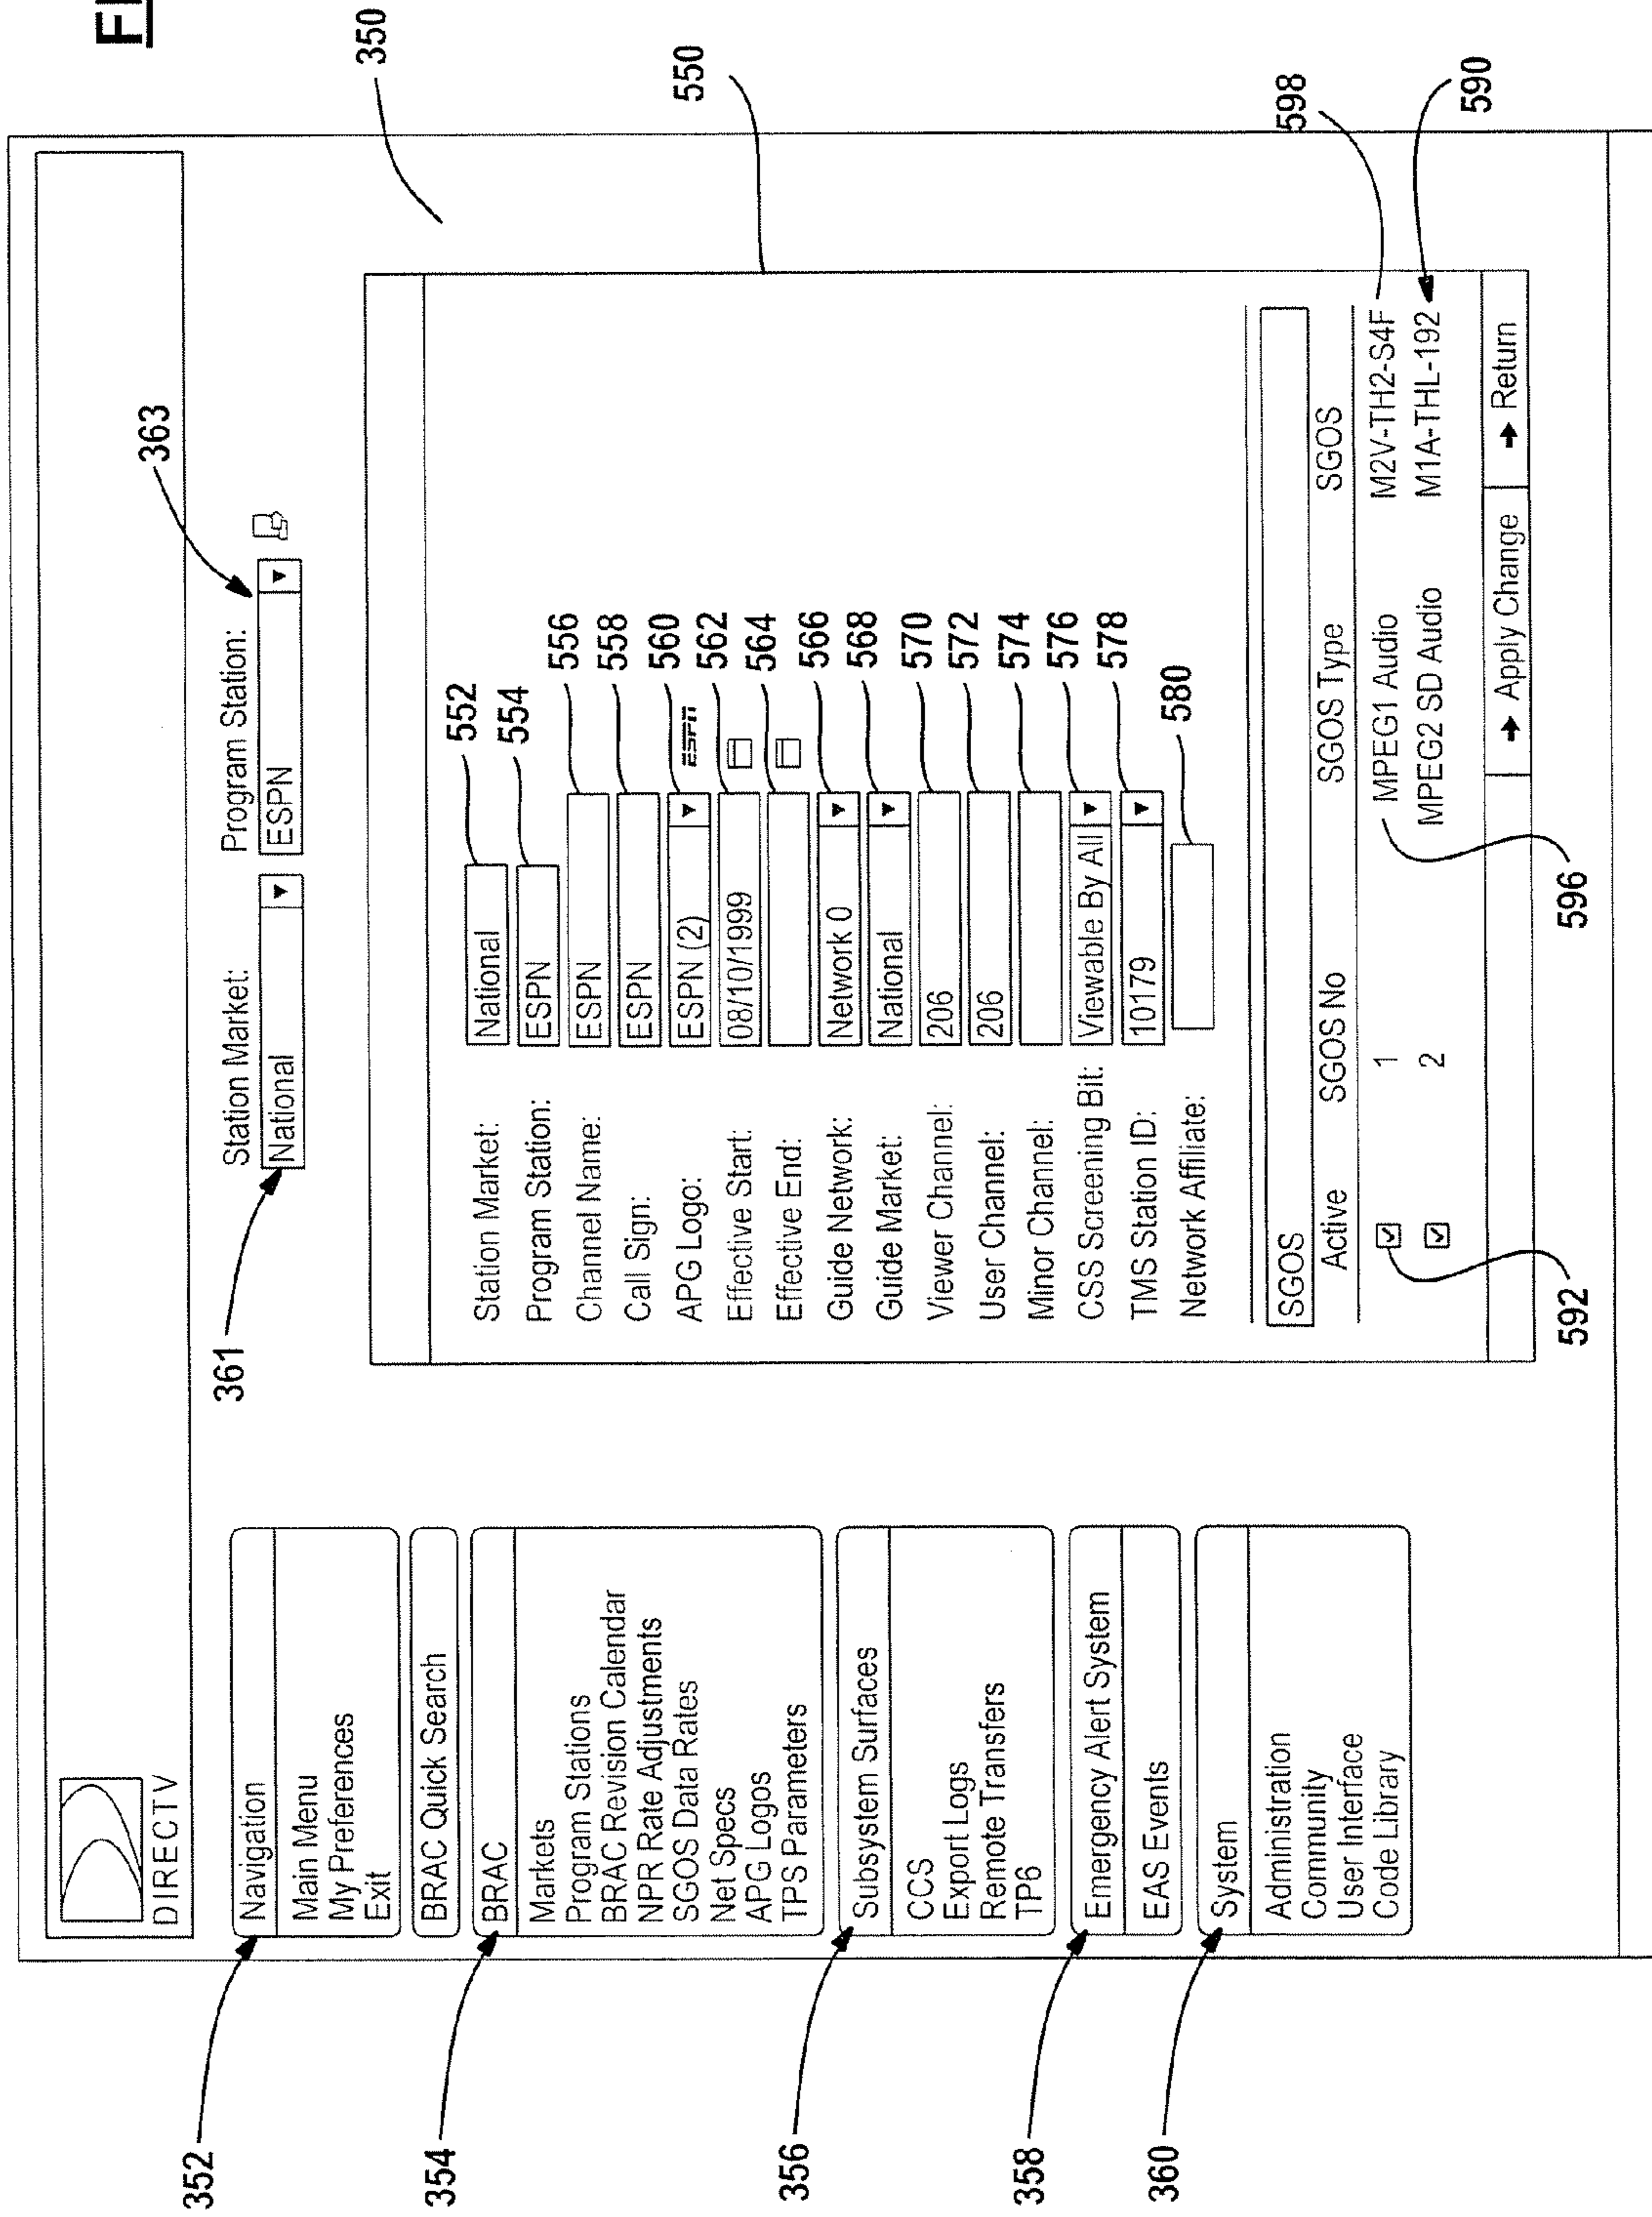 FI
350
DIRECTV
352
Navigation
Main Menu
My Preferences
Exit
BRAC Quick Search
354
BRAC
Markets
Program Stations
BRAC Revision Calendar
NPR Rate Adjustments
SGOS Data Rates
Net Specs
APG Logos
TPS Parameters
356
Subsystem Surfaces
CCS
Export Logs
Remote Transfers
TP6
358
Emergency Alert System
EAS Events
360
System
Administration
Community
User Interface
Code Library
361
Station Market:
National
363
Program Station:
ESPN
550
Station Market: National 552
Program Station: ESPN 554
Channel Name: ESPN 556
Call Sign: ESPN 558
APG Logo: ESPN (2) ESPN 560
Effective Start: 08/10/1999 562
Effective End: 564
Guide Network: Network 0 566
Guide Market: National 568
Viewer Channel: 206 570
User Channel: 206 572
Minor Channel: 574
CSS Screening Bit: Viewable By All 576
TMS Station ID: 10179 578
Network Affiliate: 580
SGOS
Active SGOS No SGOS Type SGOS
1 MPEG1 Audio M2V-TH2-S4F 598
2 MPEG2 SD Audio M1A-THL-192 590
Apply Change Return
592
596